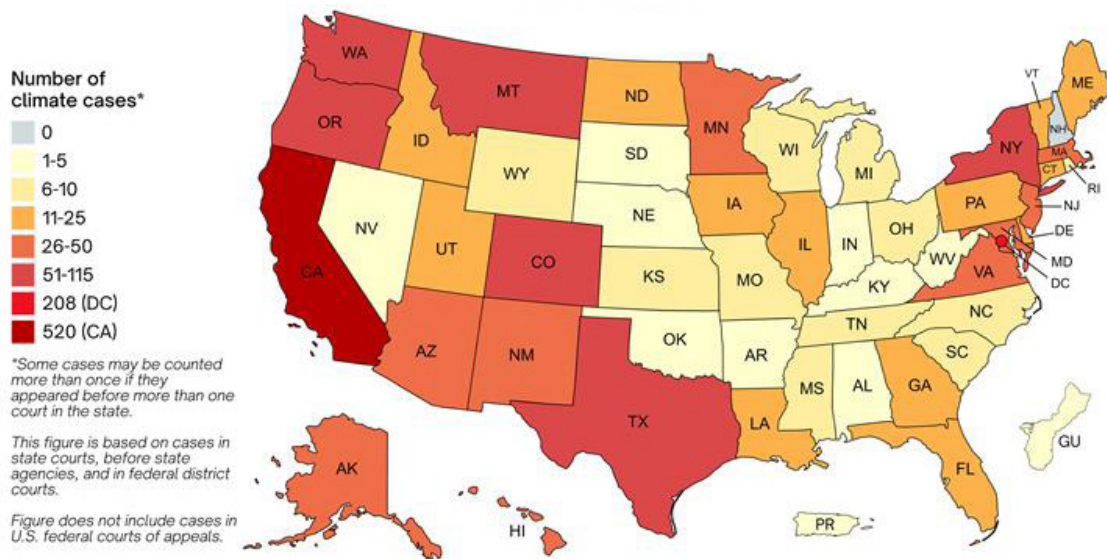 Number of
climate cases*
0
1-5
6-10
11-25
26-50
51-115
208 (DC)
520 (CA)
*Some cases may be counted
more than once if they
appeared before more than one
court in the state.
This figure is based on cases in
state courts, before state
agencies, and in federal district
courts.
Figure does not include cases in
U.S. federal courts of appeals.
WA
OR
CA
NV
ID
MT
WY
UT
CO
AZ
NM
ND
SD
NE
KS
OK
TX
MN
IA
MO
AR
LA
WI
IL
MI
IN
OH
KY
TN
MS
AL
GA
FL
SC
NC
VA
WV
PA
NY
VT
NH
ME
MA
CT
RI
NJ
DE
MD
DC
AK
HI
PR
GU